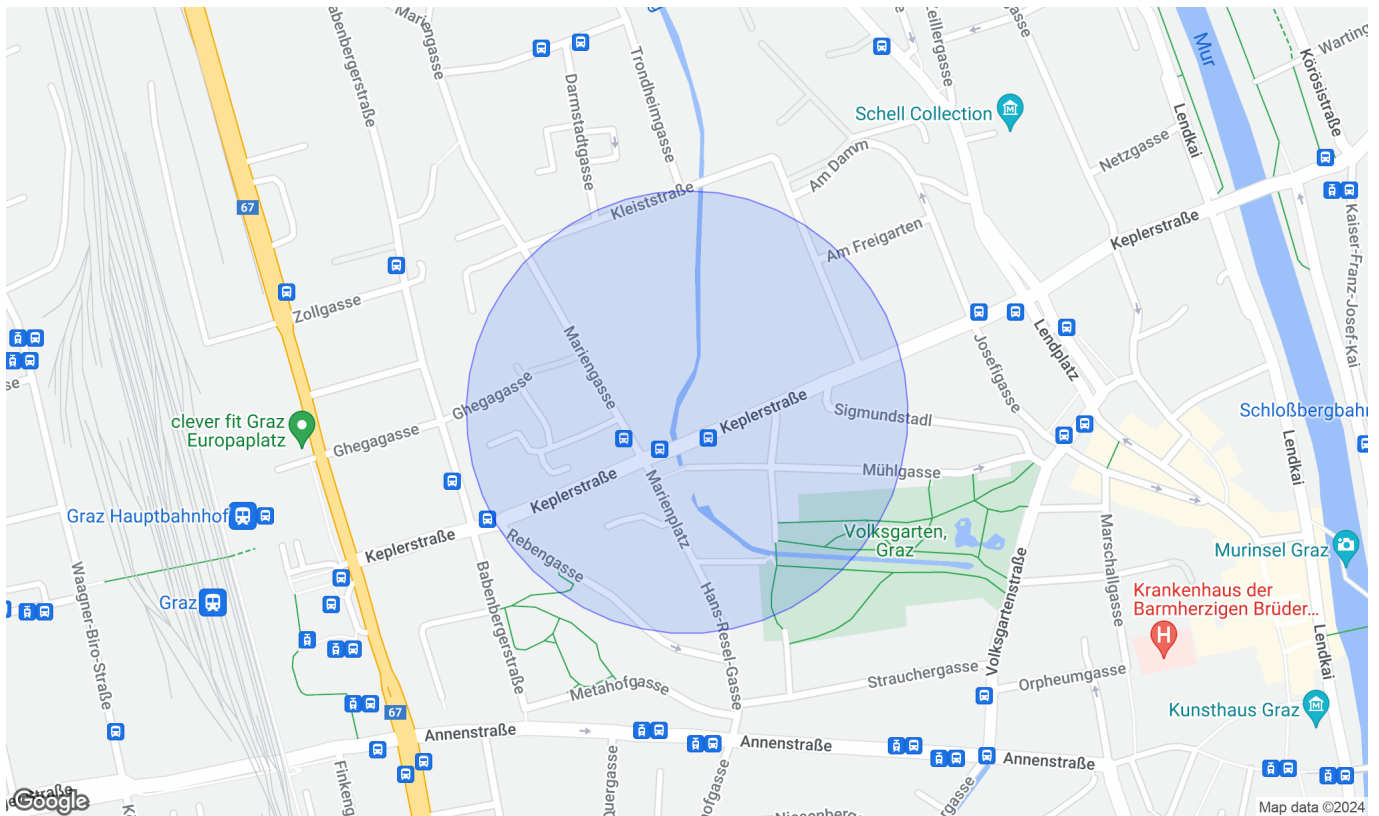 Mariengasse
Babenbergerstraße
Darmstadtgasse
Trondheimgasse
Zeillergasse
gasse
Mur
Lendkai
Körösistraße
Schell Collection
Netzgasse
Am Damm
67
Kleiststraße
Keplerstraße
Kaiser-Franz-Josef-Kai
Am Freigarten
Zollgasse
Mariengasse
Josefigasse
Lendplatz
Ghegagasse
Ghegagasse
clever fit Graz
Europaplatz
Keplerstraße
Sigmundstadl
Schloßbergbahn
Lendkai
Mühlgasse
Keplerstraße
Marienplatz
Graz Hauptbahnhof
Keplerstraße
Rebengasse
Volksgarten,
Graz
Marschallgasse
Murinsel Graz
Waagner-Biro-Straße
Graz
Babenbergerstraße
Hans-Resel-Gasse
Volksgartenstraße
Krankenhaus der
Barmherzigen Brüder...
Lendkai
Metahofgasse
Strauchergasse
Orpheumgasse
Kunsthaus Graz
67
Annenstraße
Annenstraße
Annenstraße
Google
Map data ©2024